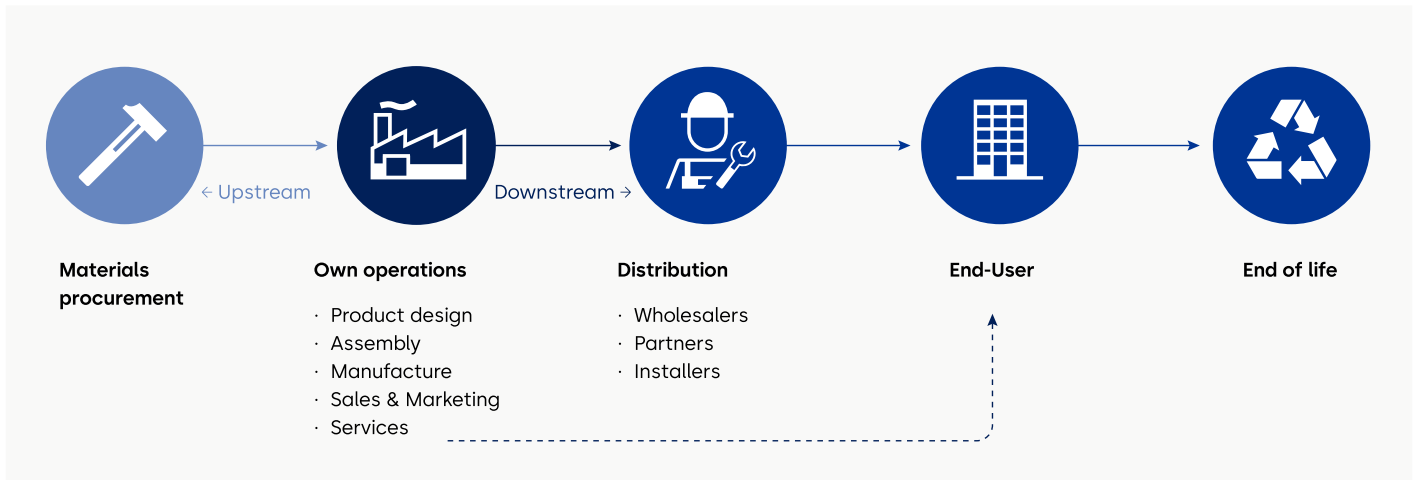 ← Upstream
Downstream →
Materials
procurement
Own operations
· Product design
· Assembly
· Manufacture
· Sales & Marketing
· Services
Distribution
· Wholesalers
· Partners
· Installers
End-User
End of life